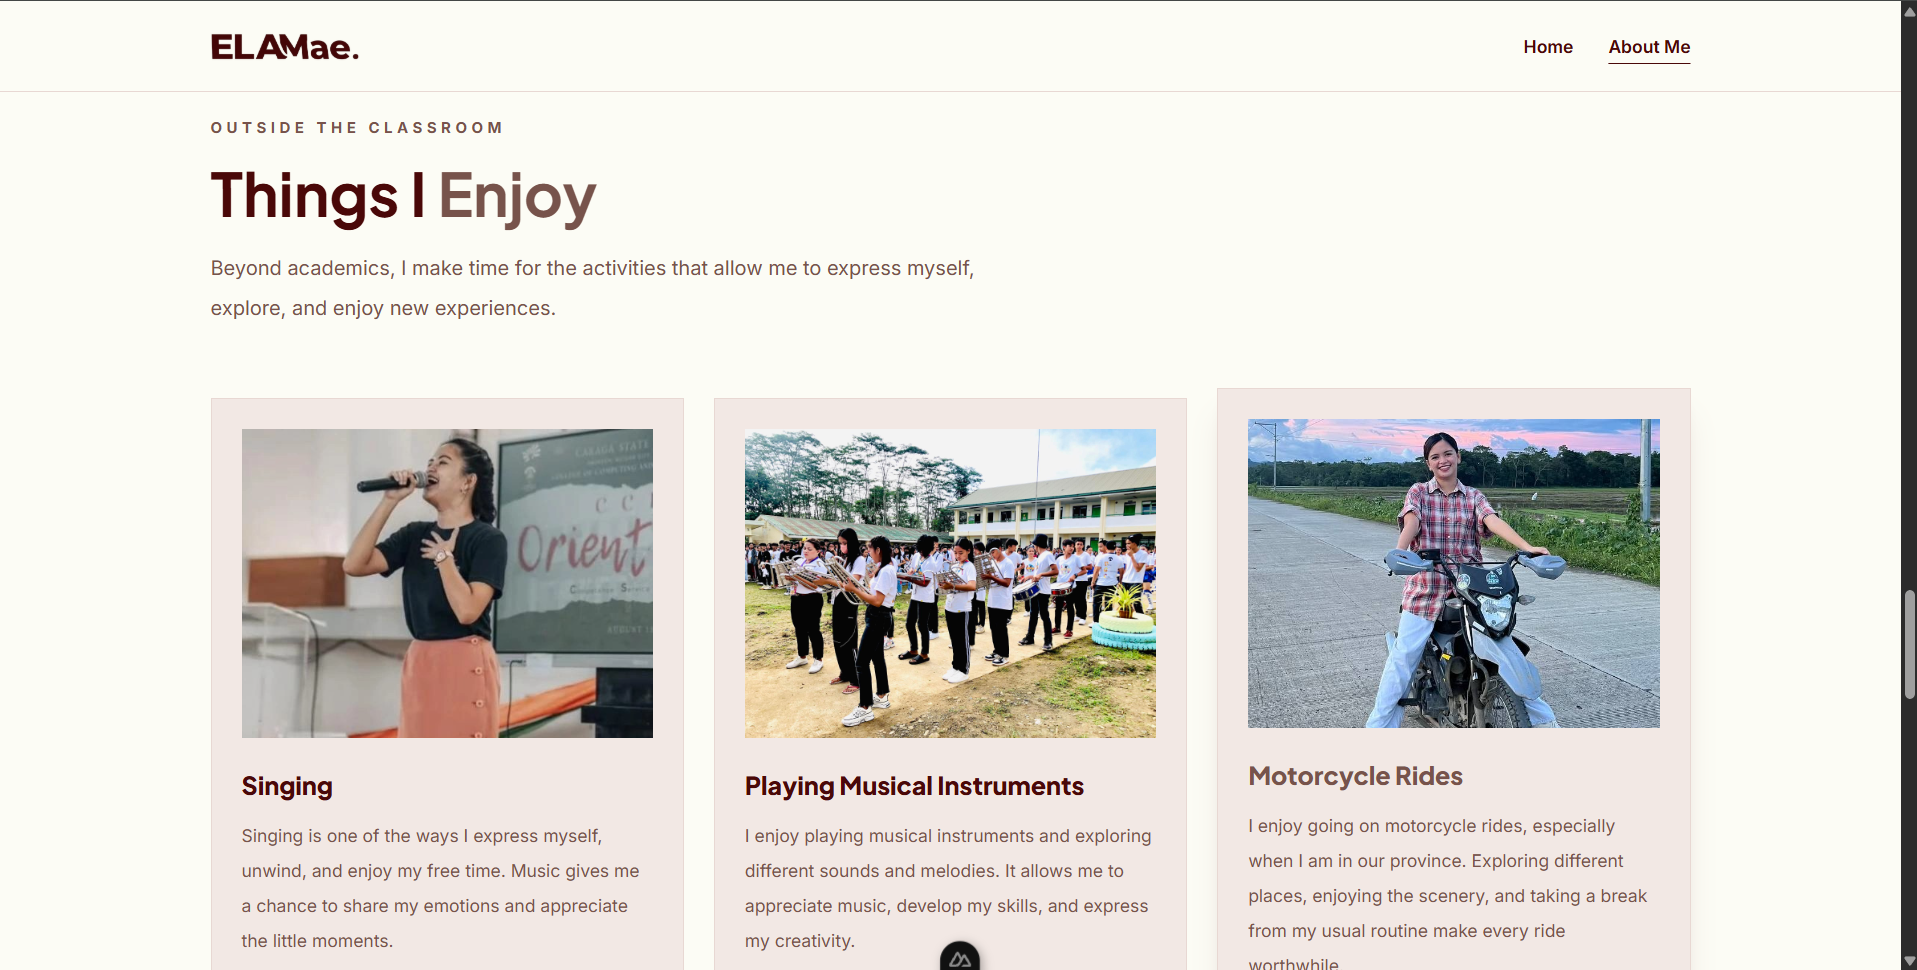 ELAMae.
Home
About Me
OUTSIDE THE CLASSROOM
Things I Enjoy
Beyond academics, I make time for the activities that allow me to express myself,
explore, and enjoy new experiences.
CARAGA STATE
C C
Orient
Singing
Singing is one of the ways I express myself,
unwind, and enjoy my free time. Music gives me
a chance to share my emotions and appreciate
the little moments.
Playing Musical Instruments
I enjoy playing musical instruments and exploring
different sounds and melodies. It allows me to
appreciate music, develop my skills, and express
my creativity.
Motorcycle Rides
I enjoy going on motorcycle rides, especially
when I am in our province. Exploring different
places, enjoying the scenery, and taking a break
from my usual routine make every ride
worthwhile.